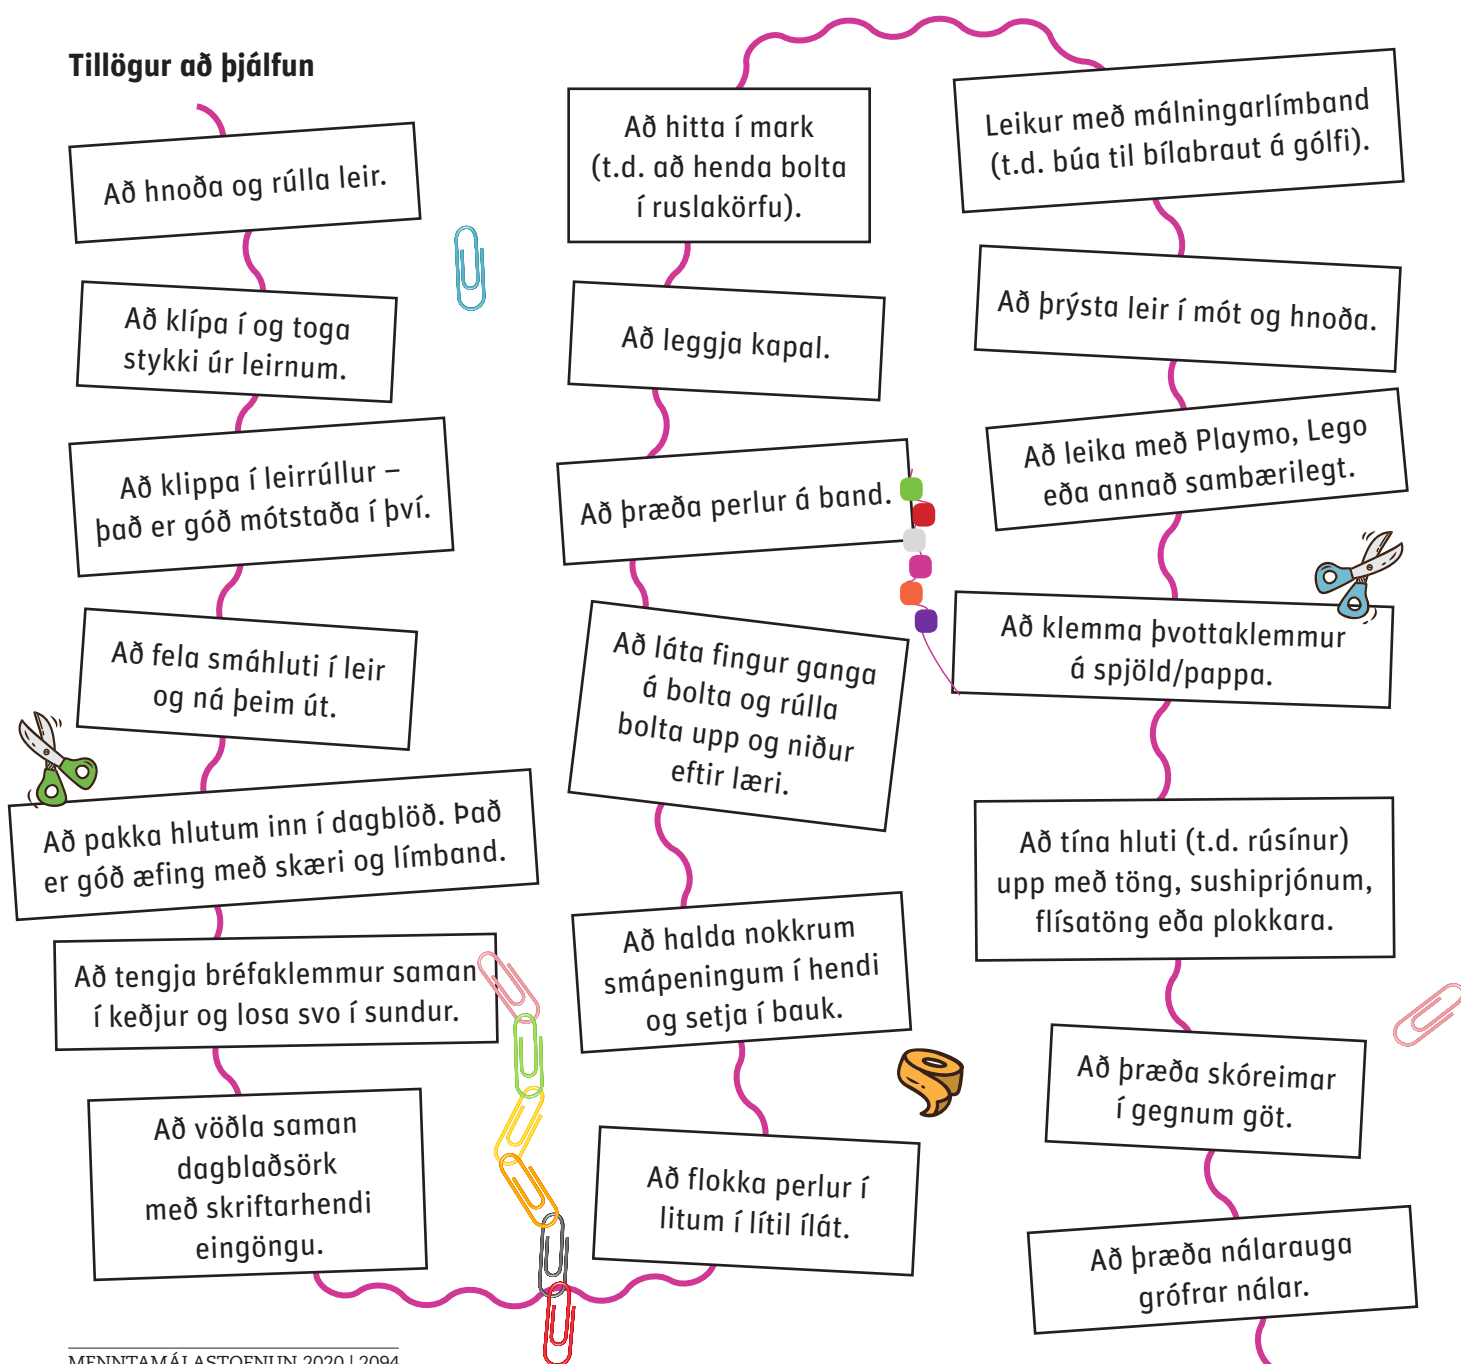 Tillögur að þjálfun
Að hnoða og rúlla leir.
Að klípa í og toga
stykki úr leirnum.
Að klippa í leirrúllur –
það er góð mótstaða í því.
Að fela smáhluti í leir
og ná þeim út.
Að pakka hlutum inn í dagblöð. Það
er góð æfing með skæri og límband.
Að tengja bréfaklemmur saman
í keðjur og losa svo í sundur.
Að vöðla saman
dagblaðsörk
með skriftarhendi
eingöngu.
Að flokka perlur í
litum í lítil ílát.
Að halda nokkrum
smápeningum í hendi
og setja í bauk.
Að láta fingur ganga
á bolta og rúlla
bolta upp og niður
eftir læri.
Að þræða perlur á band.
Að leggja kapal.
Að hitta í mark
(t.d. að henda bolta
í ruslakörfu).
Leikur með málningarlímband
(t.d. búa til bílabraut á gólfi).
Að þrýsta leir í mót og hnoða.
Að leika með Playmo, Lego
eða annað sambærilegt.
Að klemma þvottaklemmur
á spjöld/pappa.
Að tína hluti (t.d. rúsínur)
upp með töng, sushiprjónum,
flísatöng eða plokkara.
Að þræða skóreimar
í gegnum göt.
Að þræða nálarauga
grófrar nálar.
MENNTAMÁLASTOFNUN 2020 | 2094